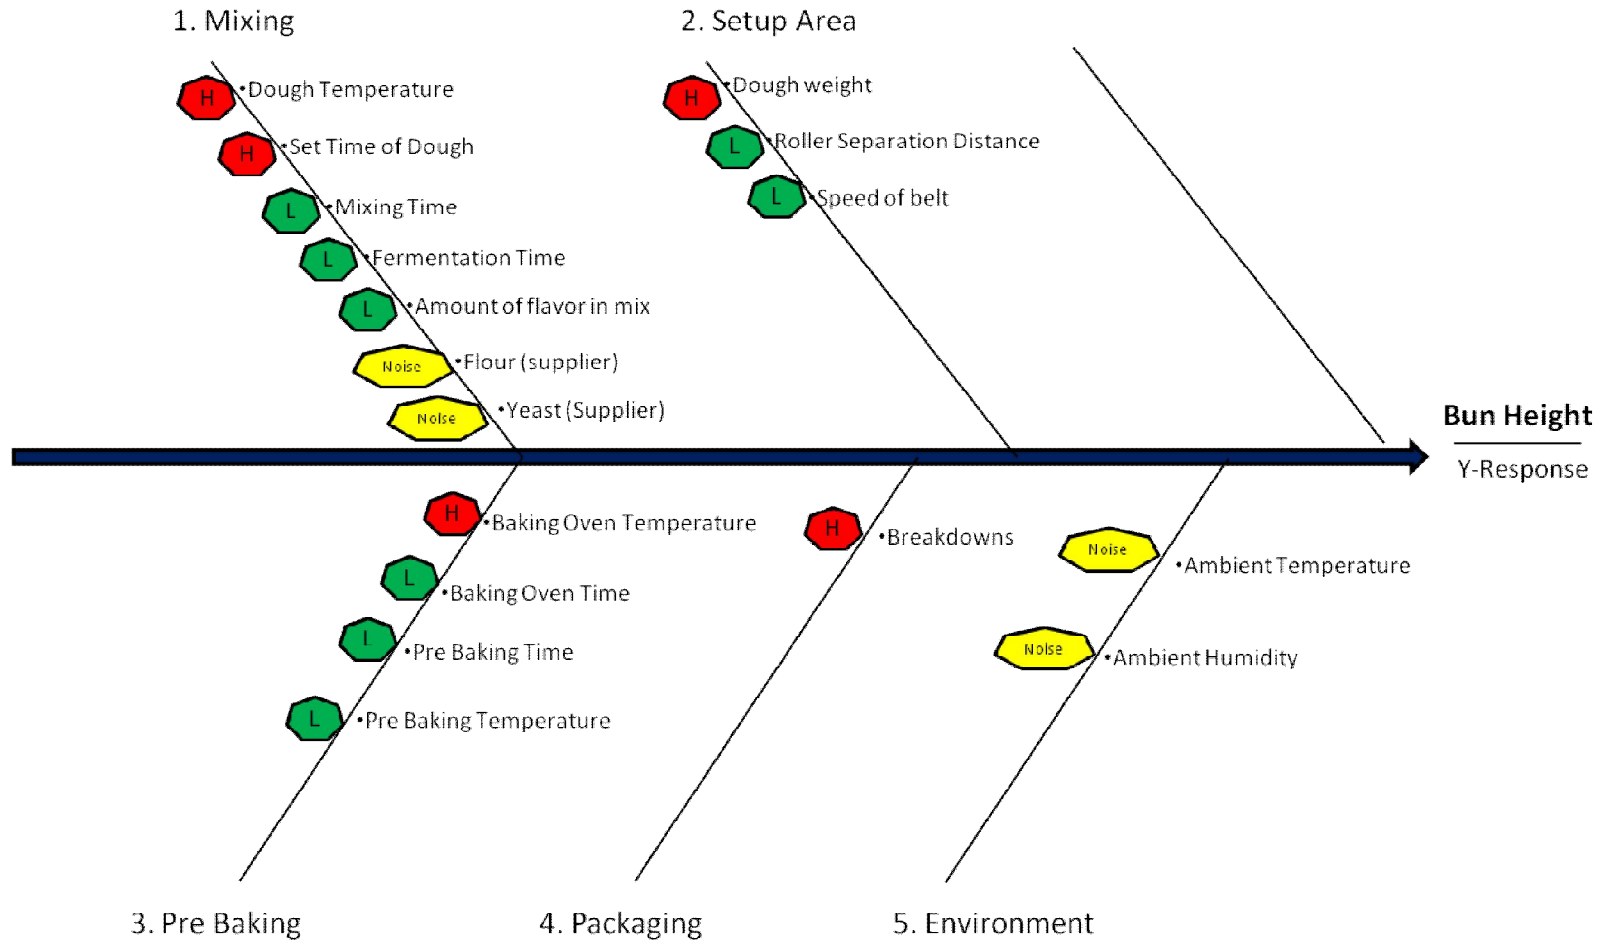 1. Mixing
2. Setup Area
H •Dough Temperature
H •Set Time of Dough
L •Mixing Time
L •Fermentation Time
L •Amount of flavor in mix
Noise •Flour (supplier)
Noise •Yeast (Supplier)
H •Dough weight
L •Roller Separation Distance
L •Speed of belt
Bun Height
Y-Response
H •Baking Oven Temperature
L •Baking Oven Time
L •Pre Baking Time
L •Pre Baking Temperature
H •Breakdowns
Noise •Ambient Temperature
Noise •Ambient Humidity
3. Pre Baking
4. Packaging
5. Environment